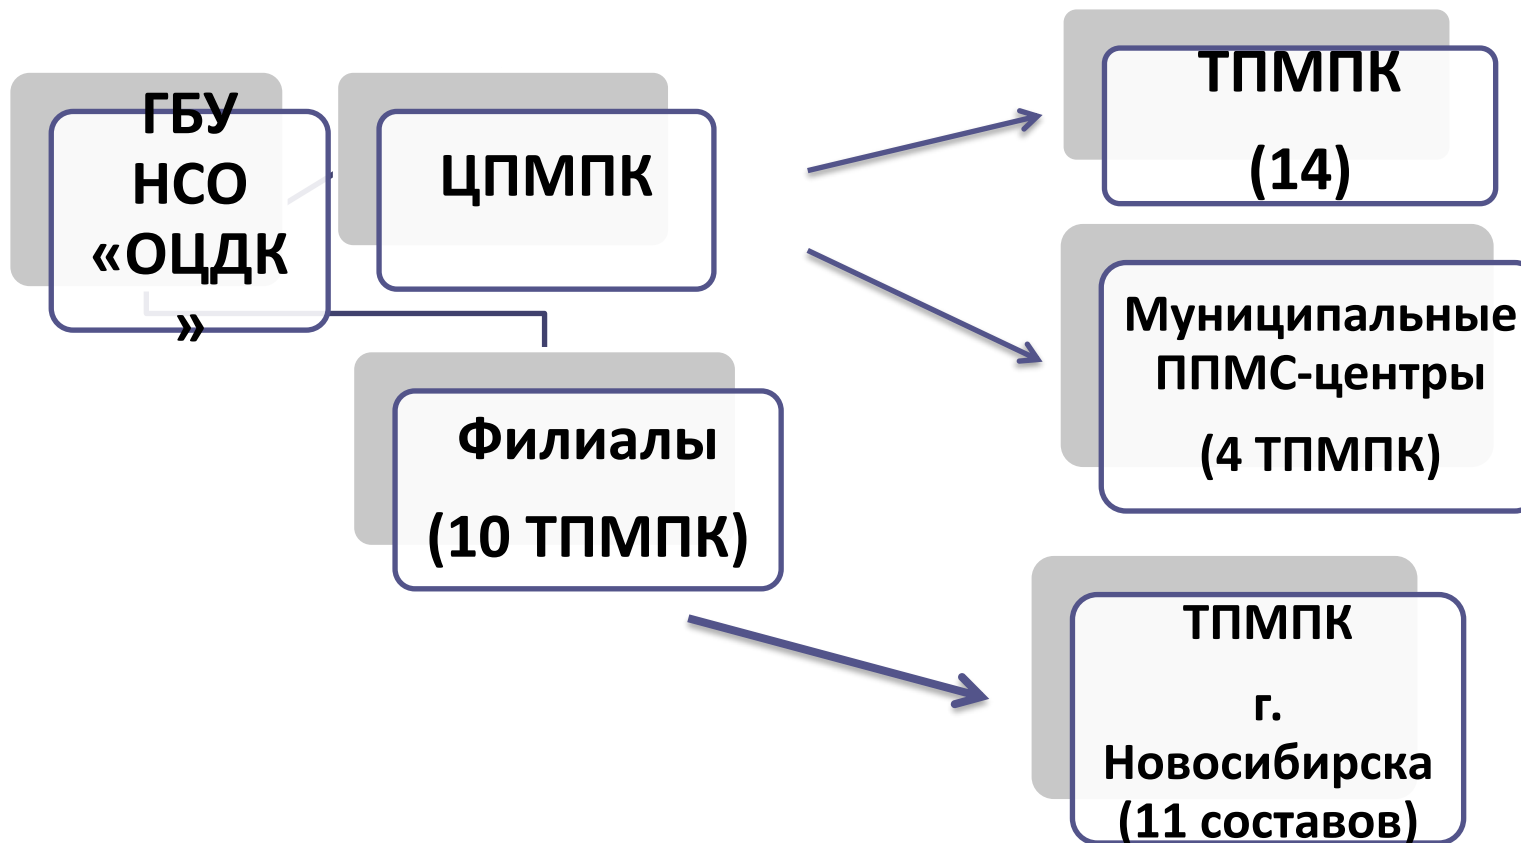 ГБУ
НСО
«ОЦДК
»
ЦПМПК
Филиалы
(10 ТПМПК)
ТПМПК
(14)
Муниципальные
ППМС-центры
(4 ТПМПК)
ТПМПК
г.
Новосибирска
(11 составов)